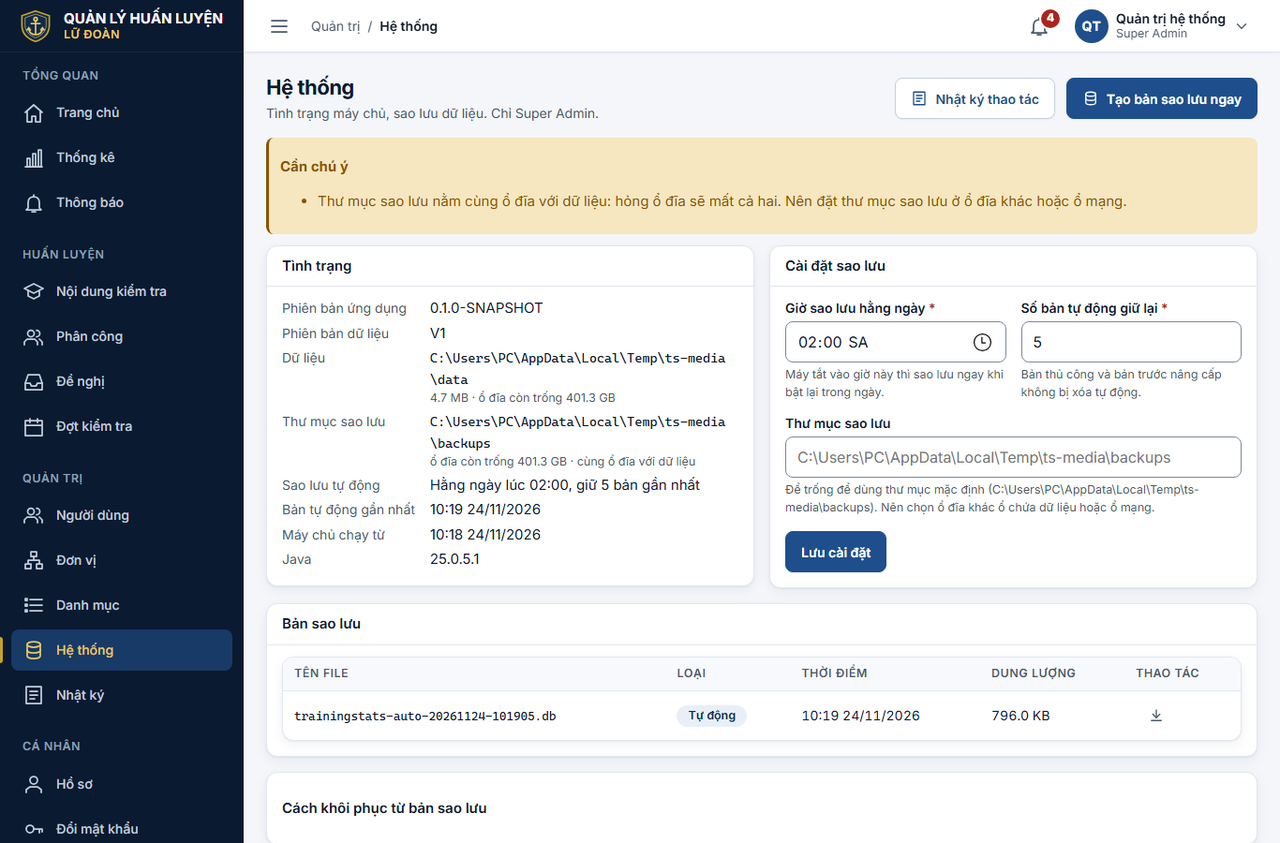 QUẢN LÝ HUẤN LUYỆN
LỮ ĐOÀN
TỔNG QUAN
Trang chủ
Thống kê
Thông báo
HUẤN LUYỆN
Nội dung kiểm tra
Phân công
Đề nghị
Đợt kiểm tra
QUẢN TRỊ
Người dùng
Đơn vị
Danh mục
Hệ thống
Nhật ký
CÁ NHÂN
Hồ sơ
Đổi mật khẩu
Quản trị / Hệ thống
4
QT
Quản trị hệ thống
Super Admin
Hệ thống
Tình trạng máy chủ, sao lưu dữ liệu. Chỉ Super Admin.
Nhật ký thao tác
Tạo bản sao lưu ngay
Cần chú ý
• Thư mục sao lưu nằm cùng ổ đĩa với dữ liệu: hỏng ổ đĩa sẽ mất cả hai. Nên đặt thư mục sao lưu ở ổ đĩa khác hoặc ổ mạng.
Tình trạng
Phiên bản ứng dụng 0.1.0-SNAPSHOT
Phiên bản dữ liệu V1
Dữ liệu C:\Users\PC\AppData\Local\Temp\ts-media
\data
4.7 MB · ổ đĩa còn trống 401.3 GB
Thư mục sao lưu C:\Users\PC\AppData\Local\Temp\ts-media
\backups
ổ đĩa còn trống 401.3 GB · cùng ổ đĩa với dữ liệu
Sao lưu tự động Hằng ngày lúc 02:00, giữ 5 bản gần nhất
Bản tự động gần nhất 10:19 24/11/2026
Máy chủ chạy từ 10:18 24/11/2026
Java 25.0.5.1
Cài đặt sao lưu
Giờ sao lưu hằng ngày *
02:00 SA
Máy tắt vào giờ này thì sao lưu ngay khi
bật lại trong ngày.
Số bản tự động giữ lại *
5
Bản thủ công và bản trước nâng cấp
không bị xóa tự động.
Thư mục sao lưu
C:\Users\PC\AppData\Local\Temp\ts-media\backups
Để trống để dùng thư mục mặc định (C:\Users\PC\AppData\Local\Temp\ts-
media\backups). Nên chọn ổ đĩa khác ổ chứa dữ liệu hoặc ổ mạng.
Lưu cài đặt
Bản sao lưu
TÊN FILE LOẠI THỜI ĐIỂM DUNG LƯỢNG THAO TÁC
trainingstats-auto-20261124-101905.db Tự động 10:19 24/11/2026 796.0 KB
Cách khôi phục từ bản sao lưu